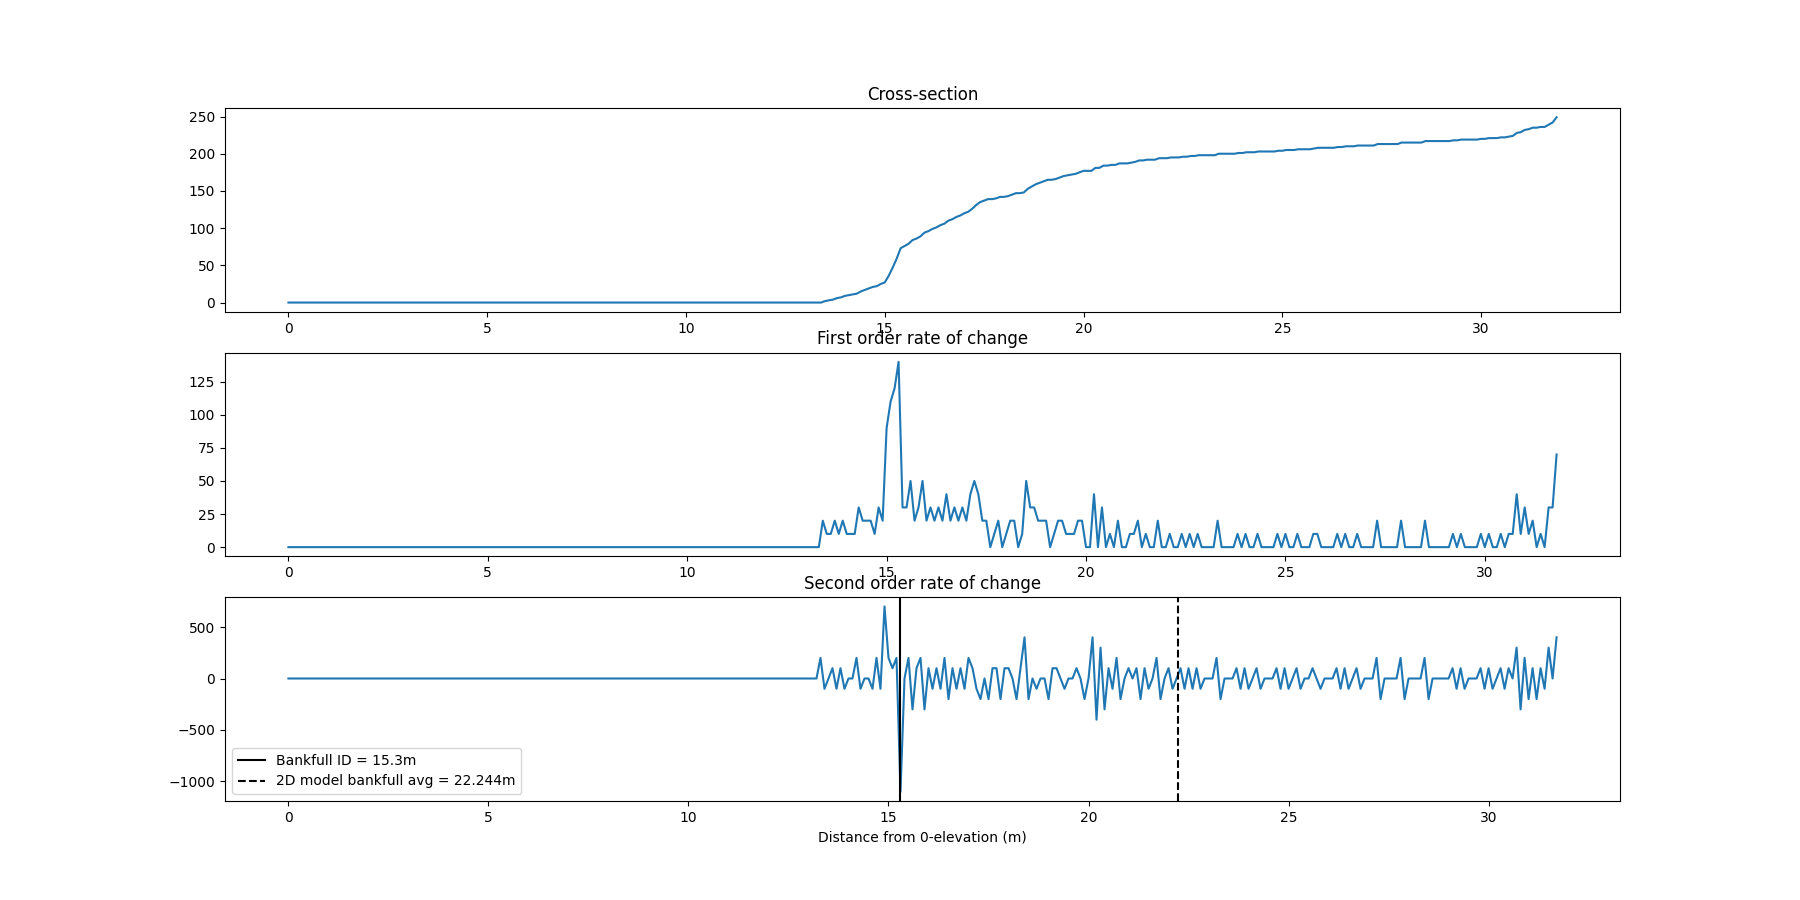 Cross-section
250
200
150
100
50
0
0 5 10 15 20 25 30
First order rate of change
125
100
75
50
25
0
0 5 10 15 20 25 30
Second order rate of change
500
0
−500
−1000
Bankfull ID = 15.3m
2D model bankfull avg = 22.244m
0 5 10 15 20 25 30
Distance from 0-elevation (m)